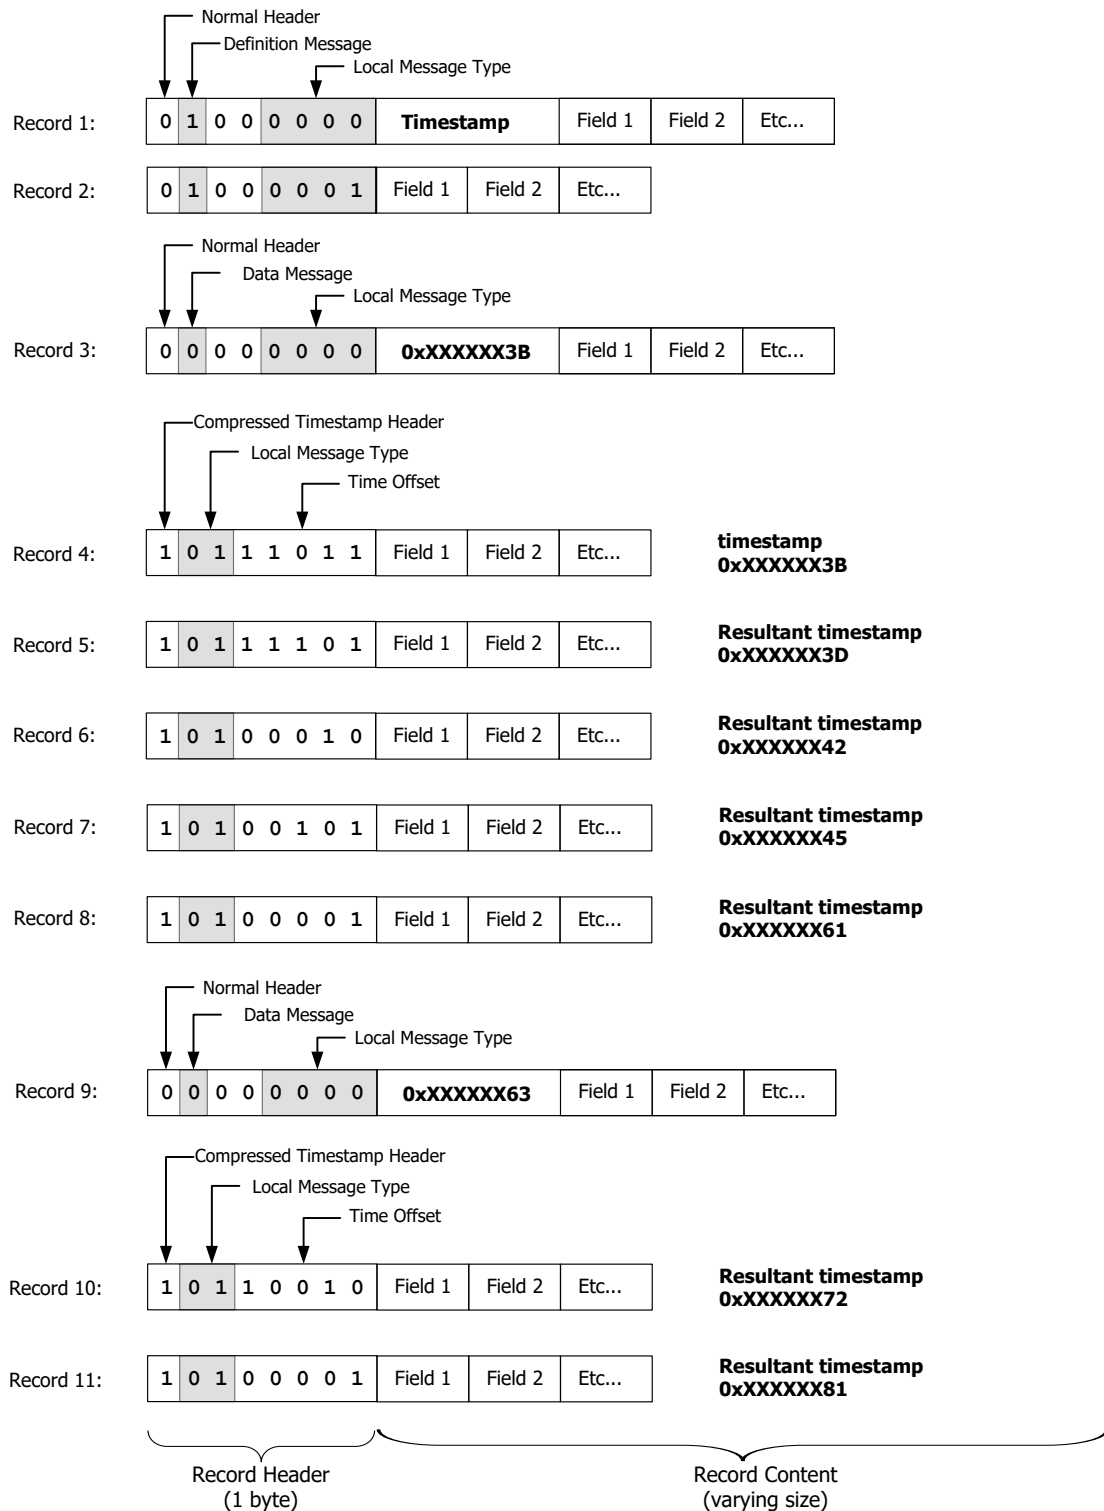 Normal Header
Definition Message
Local Message Type
Record 1: 0 1 0 0 0 0 0 0 Timestamp Field 1 Field 2 Etc...
Record 2: 0 1 0 0 0 0 0 1 Field 1 Field 2 Etc...
Normal Header
Data Message
Local Message Type
Record 3: 0 0 0 0 0 0 0 0 0xXXXXXX3B Field 1 Field 2 Etc...
Compressed Timestamp Header
Local Message Type
Time Offset
Record 4: 1 0 1 1 1 0 1 1 Field 1 Field 2 Etc... timestamp
0xXXXXXX3B
Record 5: 1 0 1 1 1 1 0 1 Field 1 Field 2 Etc... Resultant timestamp
0xXXXXXX3D
Record 6: 1 0 1 0 0 0 1 0 Field 1 Field 2 Etc... Resultant timestamp
0xXXXXXX42
Record 7: 1 0 1 0 0 1 0 1 Field 1 Field 2 Etc... Resultant timestamp
0xXXXXXX45
Record 8: 1 0 1 0 0 0 0 1 Field 1 Field 2 Etc... Resultant timestamp
0xXXXXXX61
Normal Header
Data Message
Local Message Type
Record 9: 0 0 0 0 0 0 0 0 0xXXXXXX63 Field 1 Field 2 Etc...
Compressed Timestamp Header
Local Message Type
Time Offset
Record 10: 1 0 1 1 0 0 1 0 Field 1 Field 2 Etc... Resultant timestamp
0xXXXXXX72
Record 11: 1 0 1 0 0 0 0 1 Field 1 Field 2 Etc... Resultant timestamp
0xXXXXXX81
Record Header Record Content
(1 byte) (varying size)